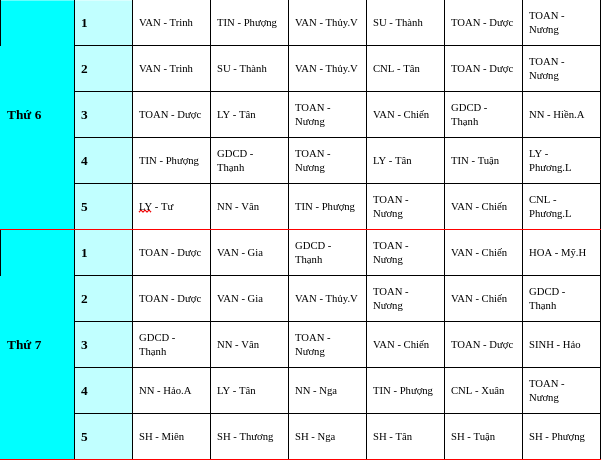 1 VAN - Trinh TIN - Phượng VAN - Thủy.V SU - Thành TOAN - Dược TOAN -
Nương
2 VAN - Trinh SU - Thành VAN - Thủy.V CNL - Tân TOAN - Dược TOAN -
Nương
Thứ 6 3 TOAN - Dược LY - Tân TOAN -
Nương VAN - Chiến GDCD -
Thạnh NN - Hiền.A
4 TIN - Phượng GDCD -
Thạnh TOAN -
Nương LY - Tân TIN - Tuận LY -
Phương.L
5 LY - Tư NN - Vân TIN - Phượng TOAN -
Nương VAN - Chiến CNL -
Phương.L
1 TOAN - Dược VAN - Gia GDCD -
Thạnh TOAN -
Nương VAN - Chiến HOA - Mỹ.H
2 TOAN - Dược VAN - Gia VAN - Thủy.V TOAN -
Nương VAN - Chiến GDCD -
Thạnh
Thứ 7 3 GDCD -
Thạnh NN - Vân TOAN -
Nương VAN - Chiến TOAN - Dược SINH - Hảo
4 NN - Hảo.A LY - Tân NN - Nga TIN - Phượng CNL - Xuân TOAN -
Nương
5 SH - Miên SH - Thương SH - Nga SH - Tân SH - Tuận SH - Phượng